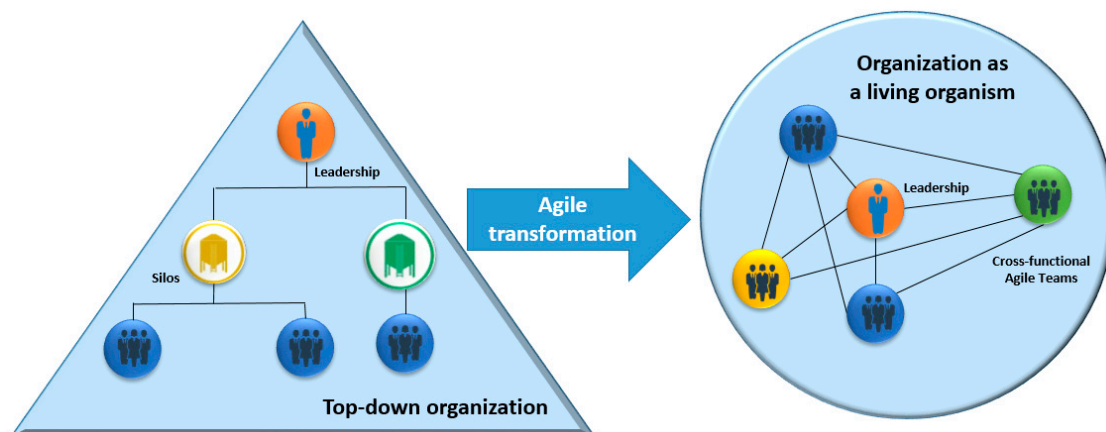 Leadership
Silos
Top-down organization
Agile
transformation
Organization as
a living organism
Leadership
Cross-functional
Agile Teams